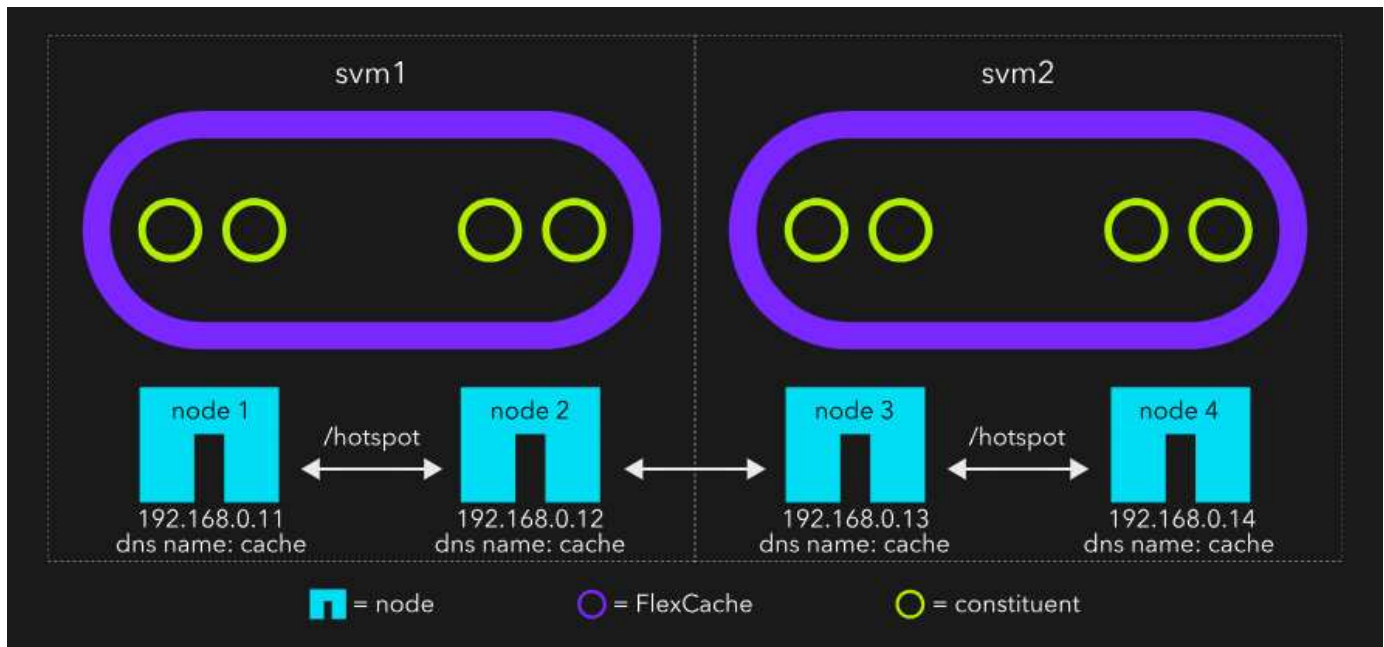 svm1
svm2
node 1
/hotspot
node 2
node 3
/hotspot
node 4
192.168.0.11
dns name: cache
192.168.0.12
dns name: cache
192.168.0.13
dns name: cache
192.168.0.14
dns name: cache
= node
= FlexCache
= constituent